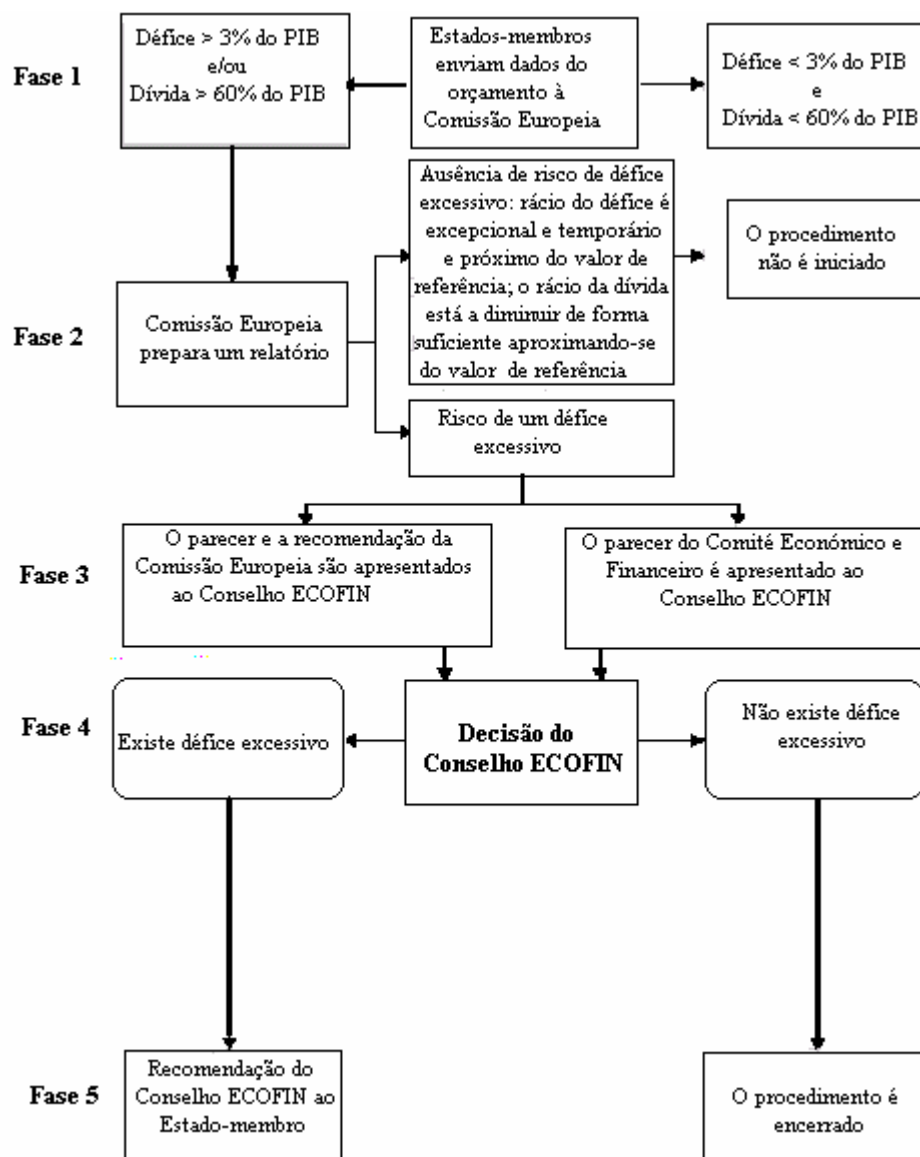 Fase 1
Défice > 3% do PIB
e/ou
Dívida > 60% do PIB
Estados-membros
enviam dados do
orçamento à
Comissão Europeia
Défice < 3% do PIB
e
Dívida < 60% do PIB
Fase 2
Comissão Europeia
prepara um relatório
Ausência de risco de défice
excessivo: rácio do défice é
excepcional e temporário
e próximo do valor de
referência; o rácio da dívida
está a diminuir de forma
suficiente aproximando-se
do valor de referência
O procedimento
não é iniciado
Risco de um défice
excessivo
Fase 3
O parecer e a recomendação da
Comissão Europeia são apresentados
ao Conselho ECOFIN
O parecer do Comité Económico e
Financeiro é apresentado ao
Conselho ECOFIN
Fase 4
Existe défice excessivo
Decisão do
Conselho ECOFIN
Não existe défice
excessivo
Fase 5
Recomendação do
Conselho ECOFIN ao
Estado-membro
O procedimento é
encerrado